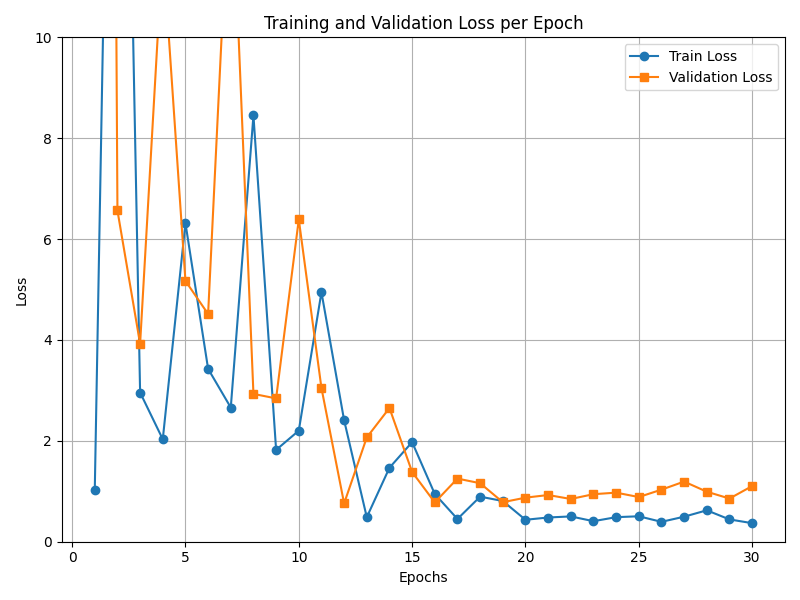 Training and Validation Loss per Epoch
Train Loss
Validation Loss
10
8
6
4
2
0
Loss
0 5 10 15 20 25 30
Epochs